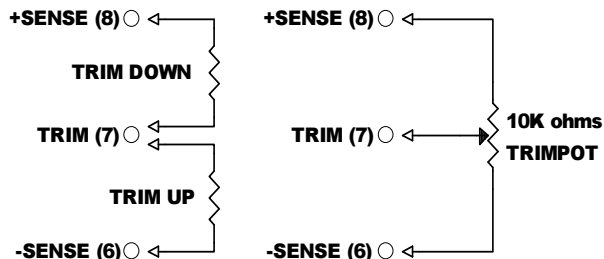 +SENSE (8)
TRIM DOWN
TRIM (7)
TRIM UP
-SENSE (6)
+SENSE (8)
10K ohms
TRIM (7)
TRIMPOT
-SENSE (6)